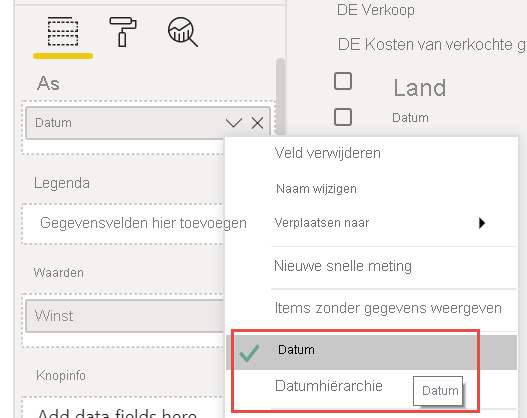 DE Verkoop
DE Kosten van verkochte g
As
Land
Datum
Datum
Veld verwijderen
Legenda
Naam wijzigen
Gegevensvelden hier toevoegen
Verplaatsen naar
Waarden
Nieuwe snelle meting
Winst
Items zonder gegevens weergeven
Datum
Knopinfo
Datumhiërarchie
Datum
Add data fields here